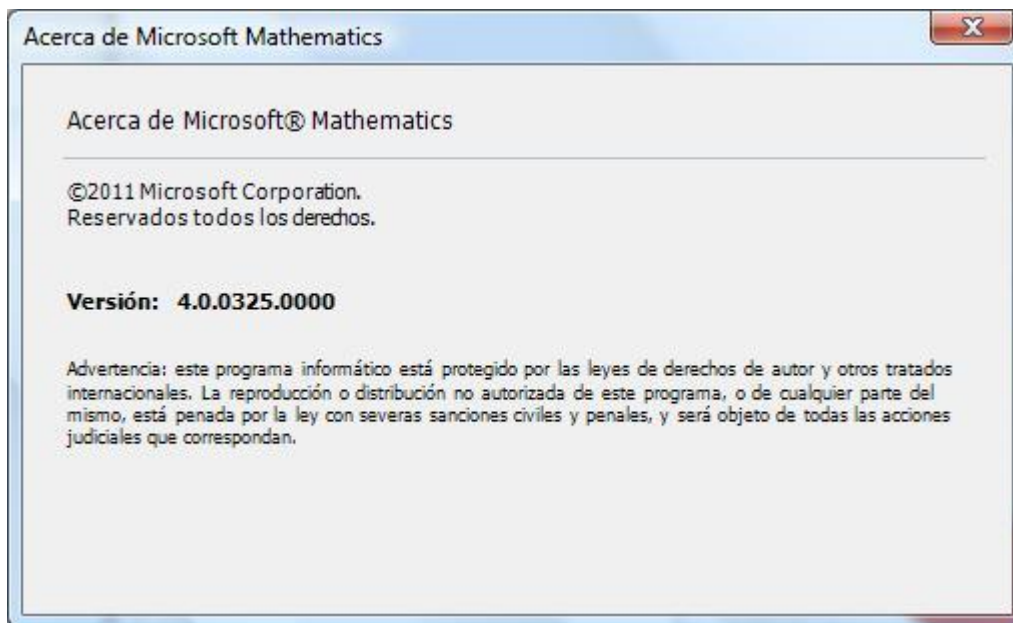 Acerca de Microsoft Mathematics
Acerca de Microsoft® Mathematics
©2011 Microsoft Corporation.
Reservados todos los derechos.
Versión: 4.0.0325.0000
Advertencia: este programa informático está protegido por las leyes de derechos de autor y otros tratados
internacionales. La reproducción o distribución no autorizada de este programa, o de cualquier parte del
mismo, está penada por la ley con severas sanciones civiles y penales, y será objeto de todas las acciones
judiciales que correspondan.